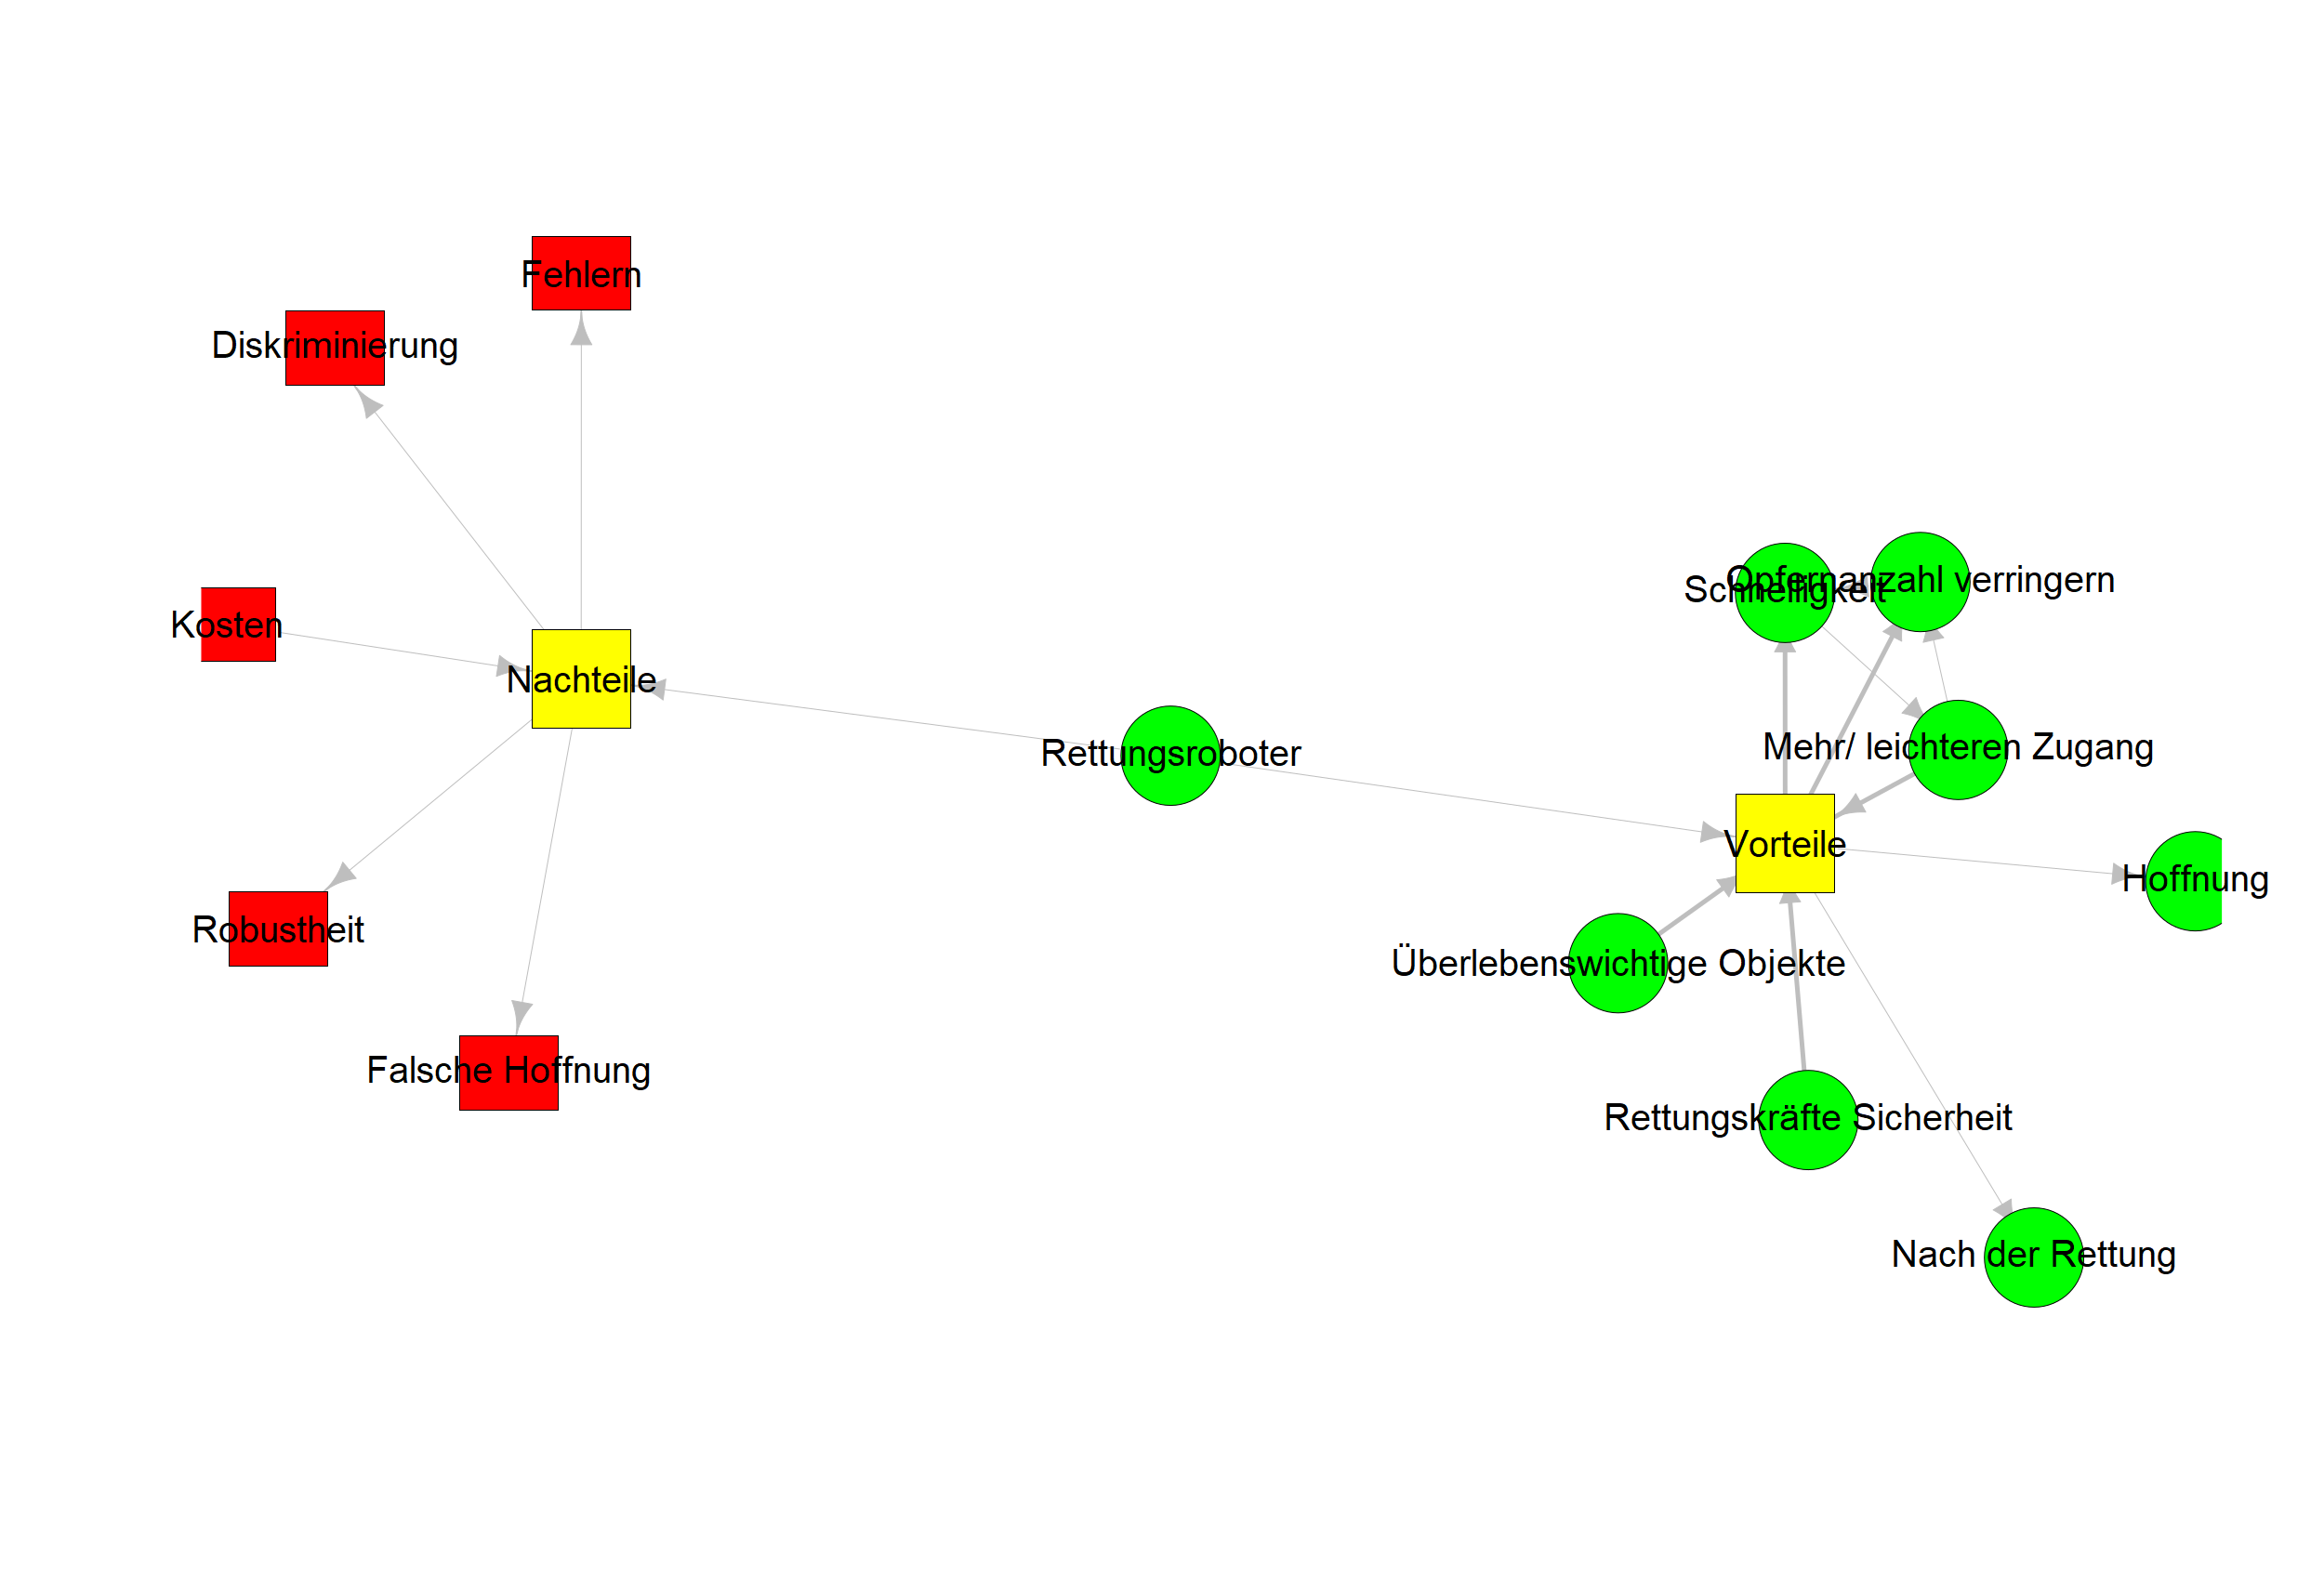 Fehlern
Diskriminierung
Opfernanzahl verringern
Schnelligkeit
Kosten
Nachteile
Mehr/ leichteren Zugang
Rettungsroboter
Vorteile
Hoffnung
Robustheit
Überlebenswichtige Objekte
Falsche Hoffnung
Rettungskräfte Sicherheit
Nach der Rettung